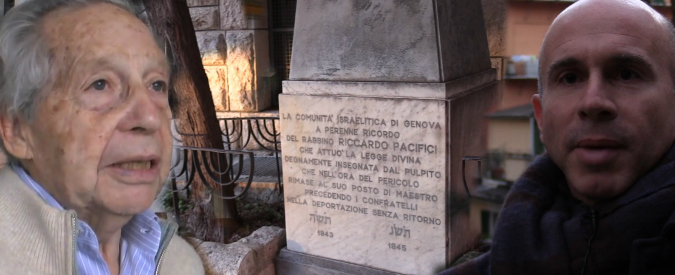 LA COMUNITÀ ISRAELITICA DI GENOVA
A PERENNE RICORDO
DEL RABBINO RICCARDO PACIFICI
CHE ATTUÒ LA LEGGE DIVINA
DEGNAMENTE INSEGNATA DAL PULPITO
CHE NELL'ORA DEL PERICOLO
RIMASE AL SUO POSTO DI MAESTRO
PRECEDENDO I CONFRATELLI
NELLA DEPORTAZIONE SENZA RITORNO
1943 1945